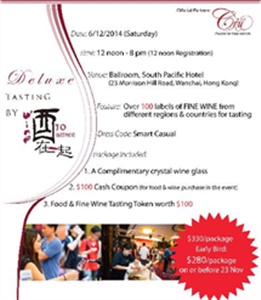 Official Partner:
Date: 6/12/2014 (Saturday)
Time: 12 noon - 8 pm (12 noon Registration)
Venue: Ballroom, South Pacific Hotel
(23 Morrison Hill Road, Wanchai, Hong Kong)
Deluxe
TASTING
BY
wine
酒
在一
起
Feature: Over 100 labels of FINE WINE from
different regions & countries for tasting
Dress Code: Smart Casual
Package included:
1. A Complimentary crystal wine glass
2. $100 Cash Coupon (for food & wine purchase in the event)
3. Food & Fine Wine Tasting Token worth $100
$330/package
Early Bird:
$280/package
on or before 23 Nov